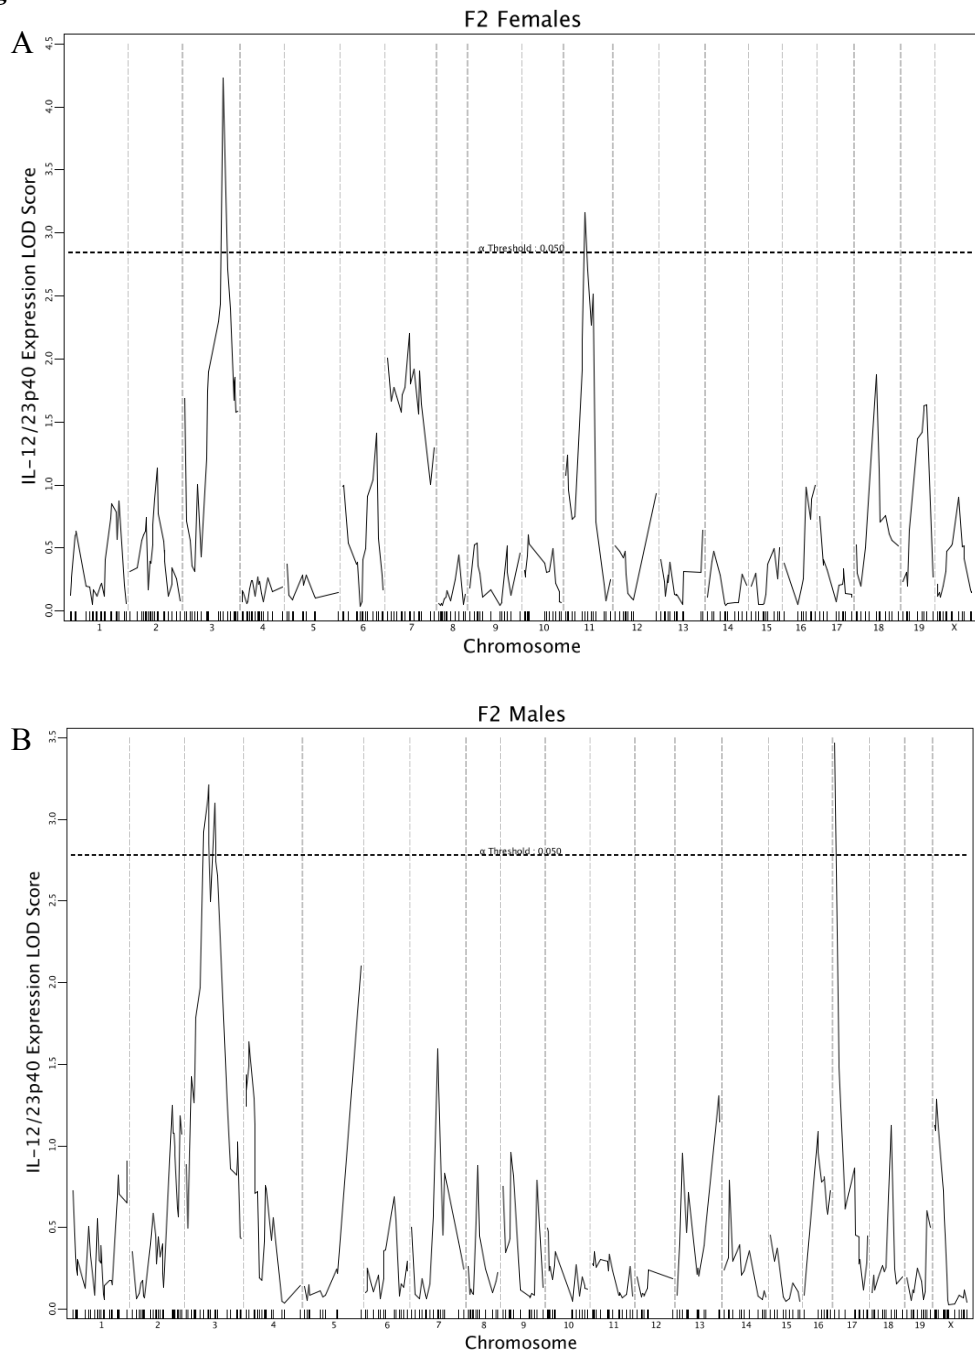 A
F2 Females
IL-12/23p40 Expression LOD Score
4.5
4.0
3.5
3.0
2.5
2.0
1.5
1.0
0.5
0.0
α Threshold : 0.050
1 2 3 4 5 6 7 8 9 10 11 12 13 14 15 16 17 18 19 X
Chromosome
B
F2 Males
IL-12/23p40 Expression LOD Score
3.5
3.0
2.5
2.0
1.5
1.0
0.5
0.0
α Threshold : 0.050
1 2 3 4 5 6 7 8 9 10 11 12 13 14 15 16 17 18 19 X
Chromosome